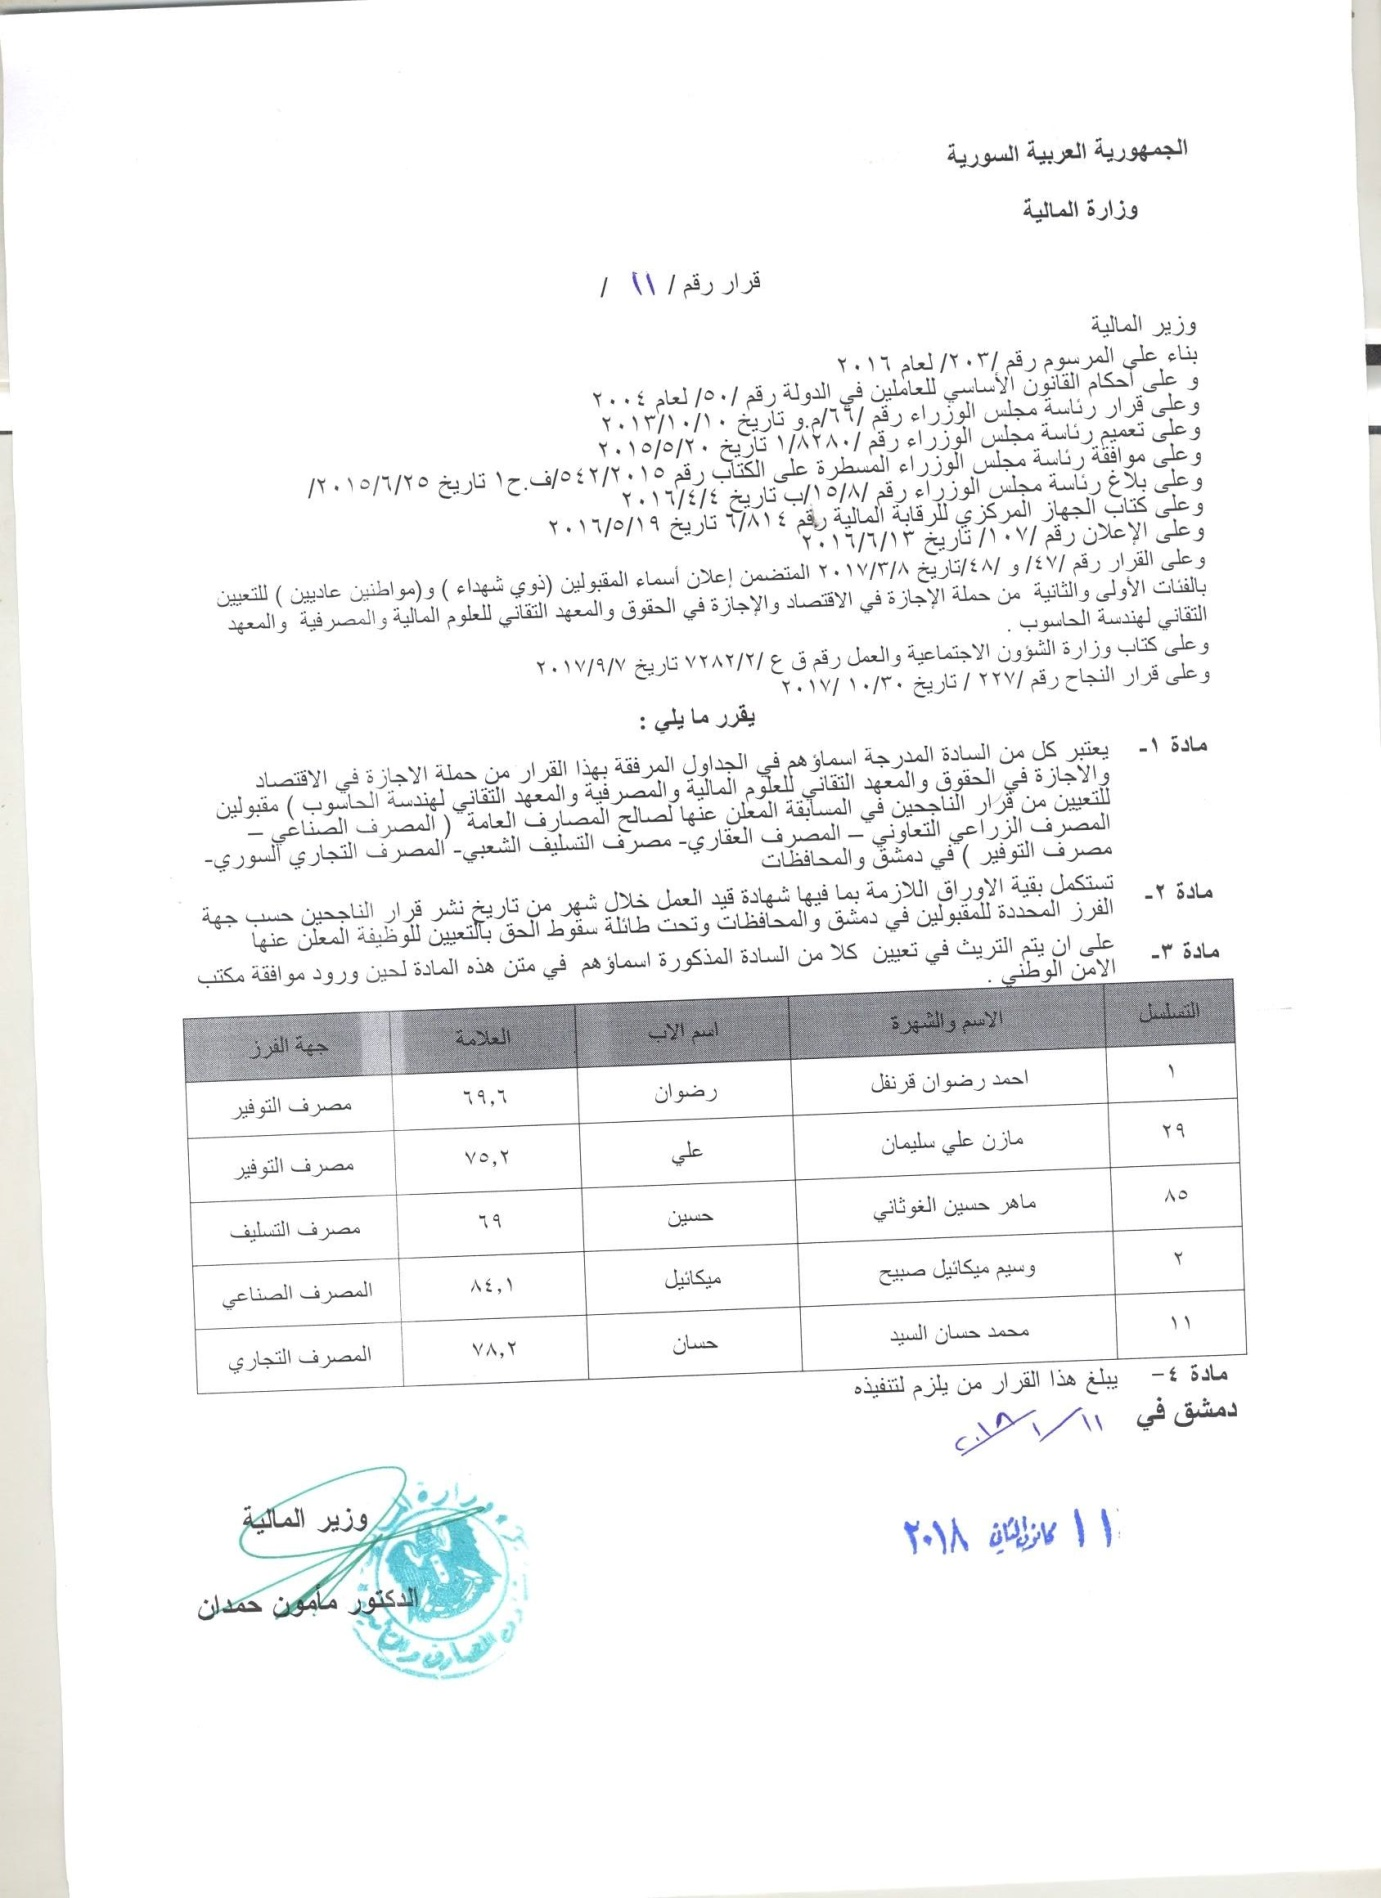 الجمهورية العربية السورية
وزارة المالية
قرار رقم / ١١ /
وزير المالية
بناء على المرسوم رقم /٢٠٣/ لعام ٢٠١٦
و على أحكام القانون الأساسي للعاملين في الدولة رقم /٥٠/ لعام ٢٠٠٤
وعلى قرار رئاسة مجلس الوزراء رقم /٦٦/م.و تاريخ ٢٠١٣/١٠/١٠
وعلى تعميم رئاسة مجلس الوزراء رقم /١/٨٢٨٠ تاريخ ٢٠١٥/٥/٢٠
وعلى موافقة رئاسة مجلس الوزراء المسطرة على الكتاب رقم ٥٤٢/٢٠١٥/ف.ح١ تاريخ ٢٠١٥/٦/٢٥/
وعلى بلاغ رئاسة مجلس الوزراء رقم /١٥/٨/ب تاريخ ٢٠١٦/٤/٤
وعلى كتاب الجهاز المركزي للرقابة المالية رقم ٦/٨١٤ تاريخ ٢٠١٦/٥/١٩
وعلى الإعلان رقم /١٠٧/ تاريخ ٢٠١٦/٦/١٣
وعلى القرار رقم /٤٧/ و /٤٨/تاريخ ٢٠١٧/٣/٨ المتضمن إعلان أسماء المقبولين (ذوي شهداء ) و(مواطنين عاديين ) للتعيين
بالفئات الأولى والثانية من حملة الإجازة في الاقتصاد والإجازة في الحقوق والمعهد التقاني للعلوم المالية والمصرفية والمعهد
التقاني لهندسة الحاسوب .
وعلى كتاب وزارة الشؤون الاجتماعية والعمل رقم ق ع /٧٢٨٢/٢ تاريخ ٢٠١٧/٩/٧
وعلى قرار النجاح رقم /٢٢٧ / تاريخ ١٠/٣٠ /٢٠١٧
يقرر ما يلي :
مادة ١- يعتبر كل من السادة المدرجة اسماؤهم في الجداول المرفقة بهذا القرار من حملة الاجازة في الاقتصاد
والاجازة في الحقوق والمعهد التقاني للعلوم المالية والمصرفية والمعهد التقاني لهندسة الحاسوب ) مقبولين
للتعيين من قرار الناجحين في المسابقة المعلن عنها لصالح المصارف العامة ( المصرف الصناعي –
المصرف الزراعي التعاوني – المصرف العقاري- مصرف التسليف الشعبي- المصرف التجاري السوري-
مصرف التوفير ) في دمشق والمحافظات
مادة ٢- تستكمل بقية الاوراق اللازمة بما فيها شهادة قيد العمل خلال شهر من تاريخ نشر قرار الناجحين حسب جهة
الفرز المحددة للمقبولين في دمشق والمحافظات وتحت طائلة سقوط الحق بالتعيين للوظيفة المعلن عنها
مادة ٣- على ان يتم التريث في تعيين كلا من السادة المذكورة اسماؤهم في متن هذه المادة لحين ورود موافقة مكتب
الامن الوطني .
التسلسل الاسم والشهرة اسم الاب العلامة جهة الفرز
١ احمد رضوان قرنفل رضوان ٦٩,٦ مصرف التوفير
٢٩ مازن علي سليمان علي ٧٥,٢ مصرف التوفير
٨٥ ماهر حسين الغوثاني حسين ٦٩ مصرف التسليف
٢ وسيم ميكائيل صبيح ميكائيل ٨٤,١ المصرف الصناعي
١١ محمد حسان السيد حسان ٧٨,٢ المصرف التجاري
مادة ٤- يبلغ هذا القرار من يلزم لتنفيذه
دمشق في ١١/١/٢٠١٨
١١ كانون الثاني ٢٠١٨
وزير المالية
الدكتور مأمون حمدان